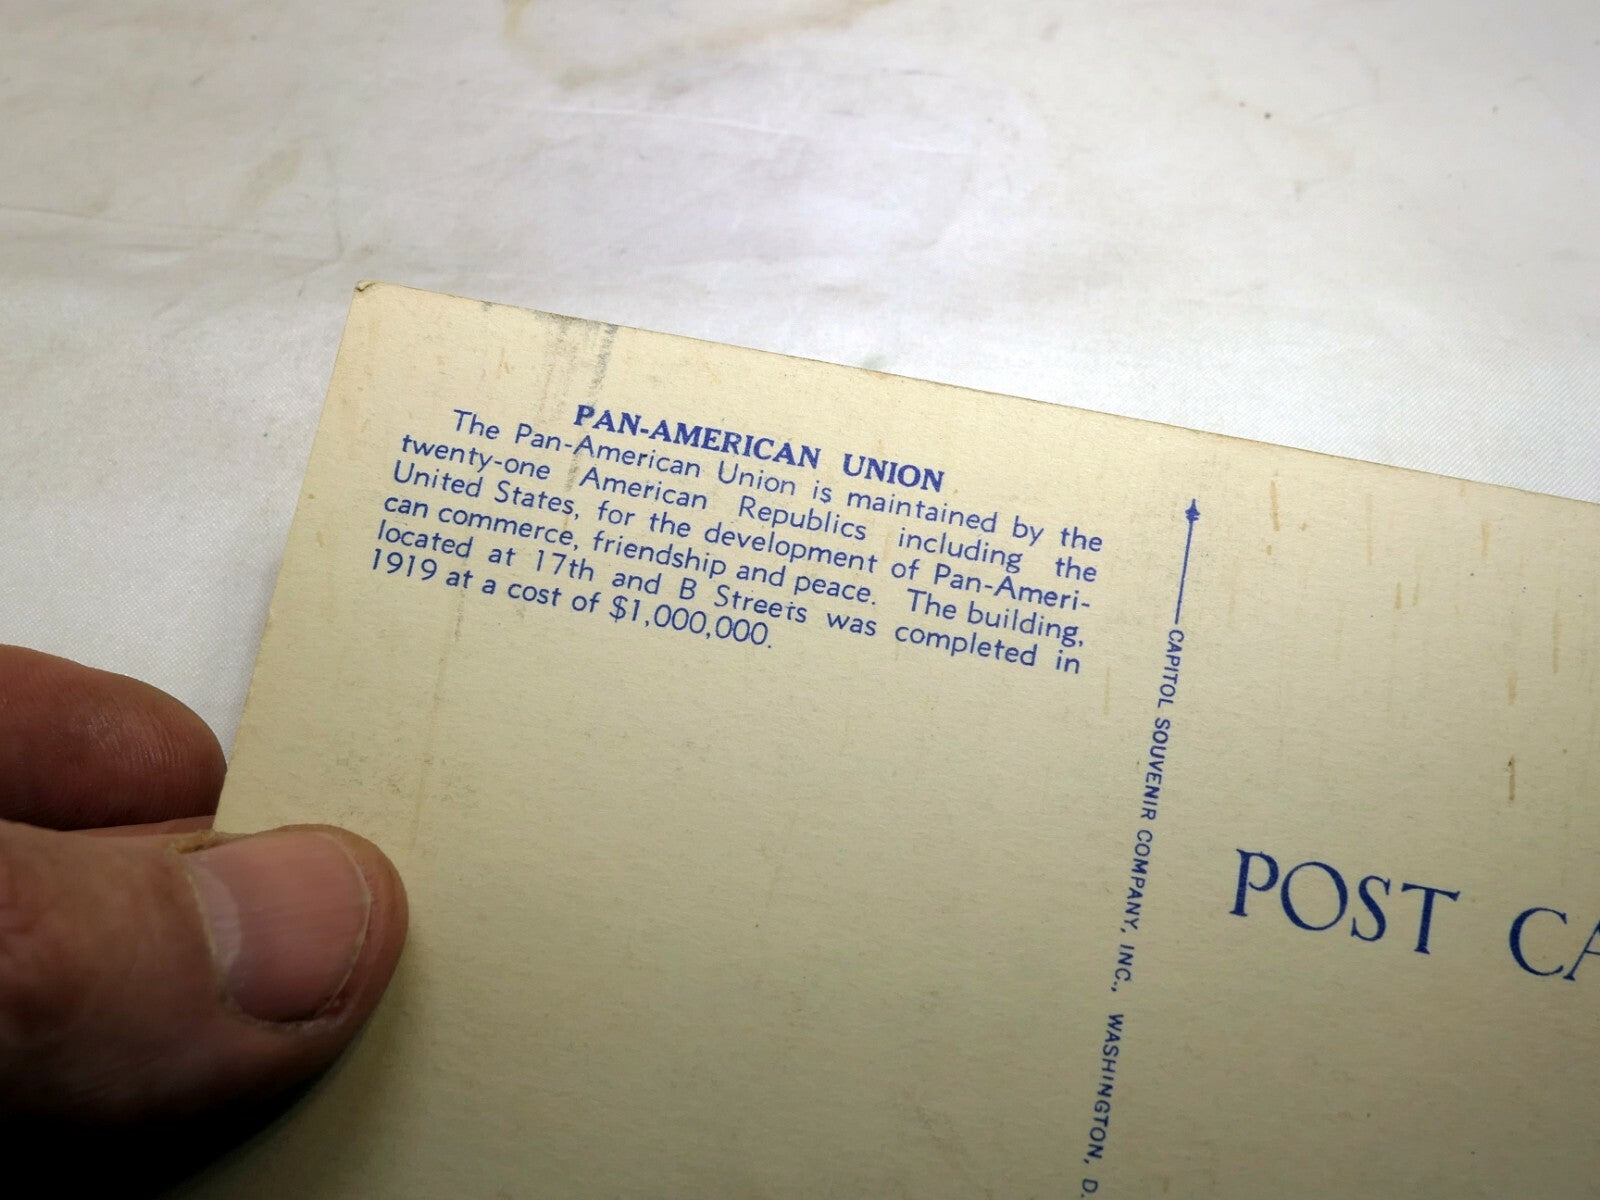 PAN-AMERICAN UNION
The Pan-American Union is maintained by the
twenty-one American Republics including the
United States, for the development of Pan-Ameri-
can commerce, friendship and peace. The building,
located at 17th and B Streets was completed in
1919 at a cost of $1,000,000.
CAPITOL SOUVENIR COMPANY, INC., WASHINGTON, D.
POST CA